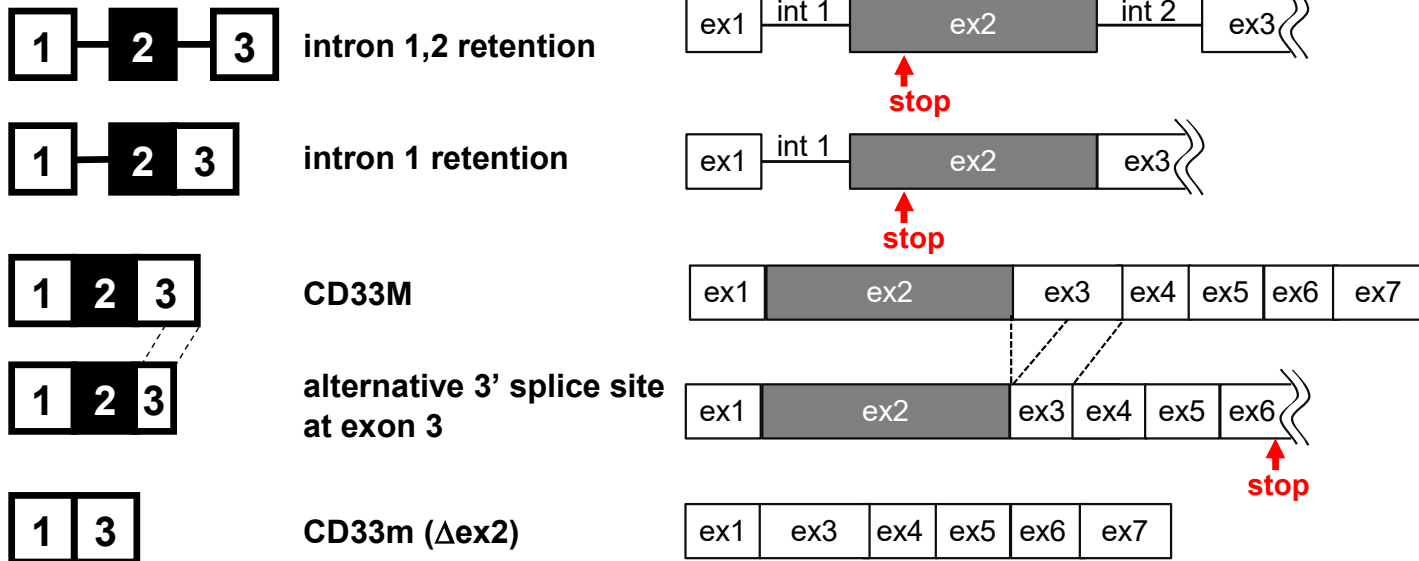 1 2 3 intron 1,2 retention ex1 int 1 ex2 int 2 ex3
stop
1 2 3 intron 1 retention ex1 int 1 ex2 ex3
stop
1 2 3 CD33M ex1 ex2 ex3 ex4 ex5 ex6 ex7
1 2 3 alternative 3’ splice site
at exon 3
ex1 ex2 ex3 ex4 ex5 ex6
stop
1 3 CD33m (Δex2) ex1 ex3 ex4 ex5 ex6 ex7